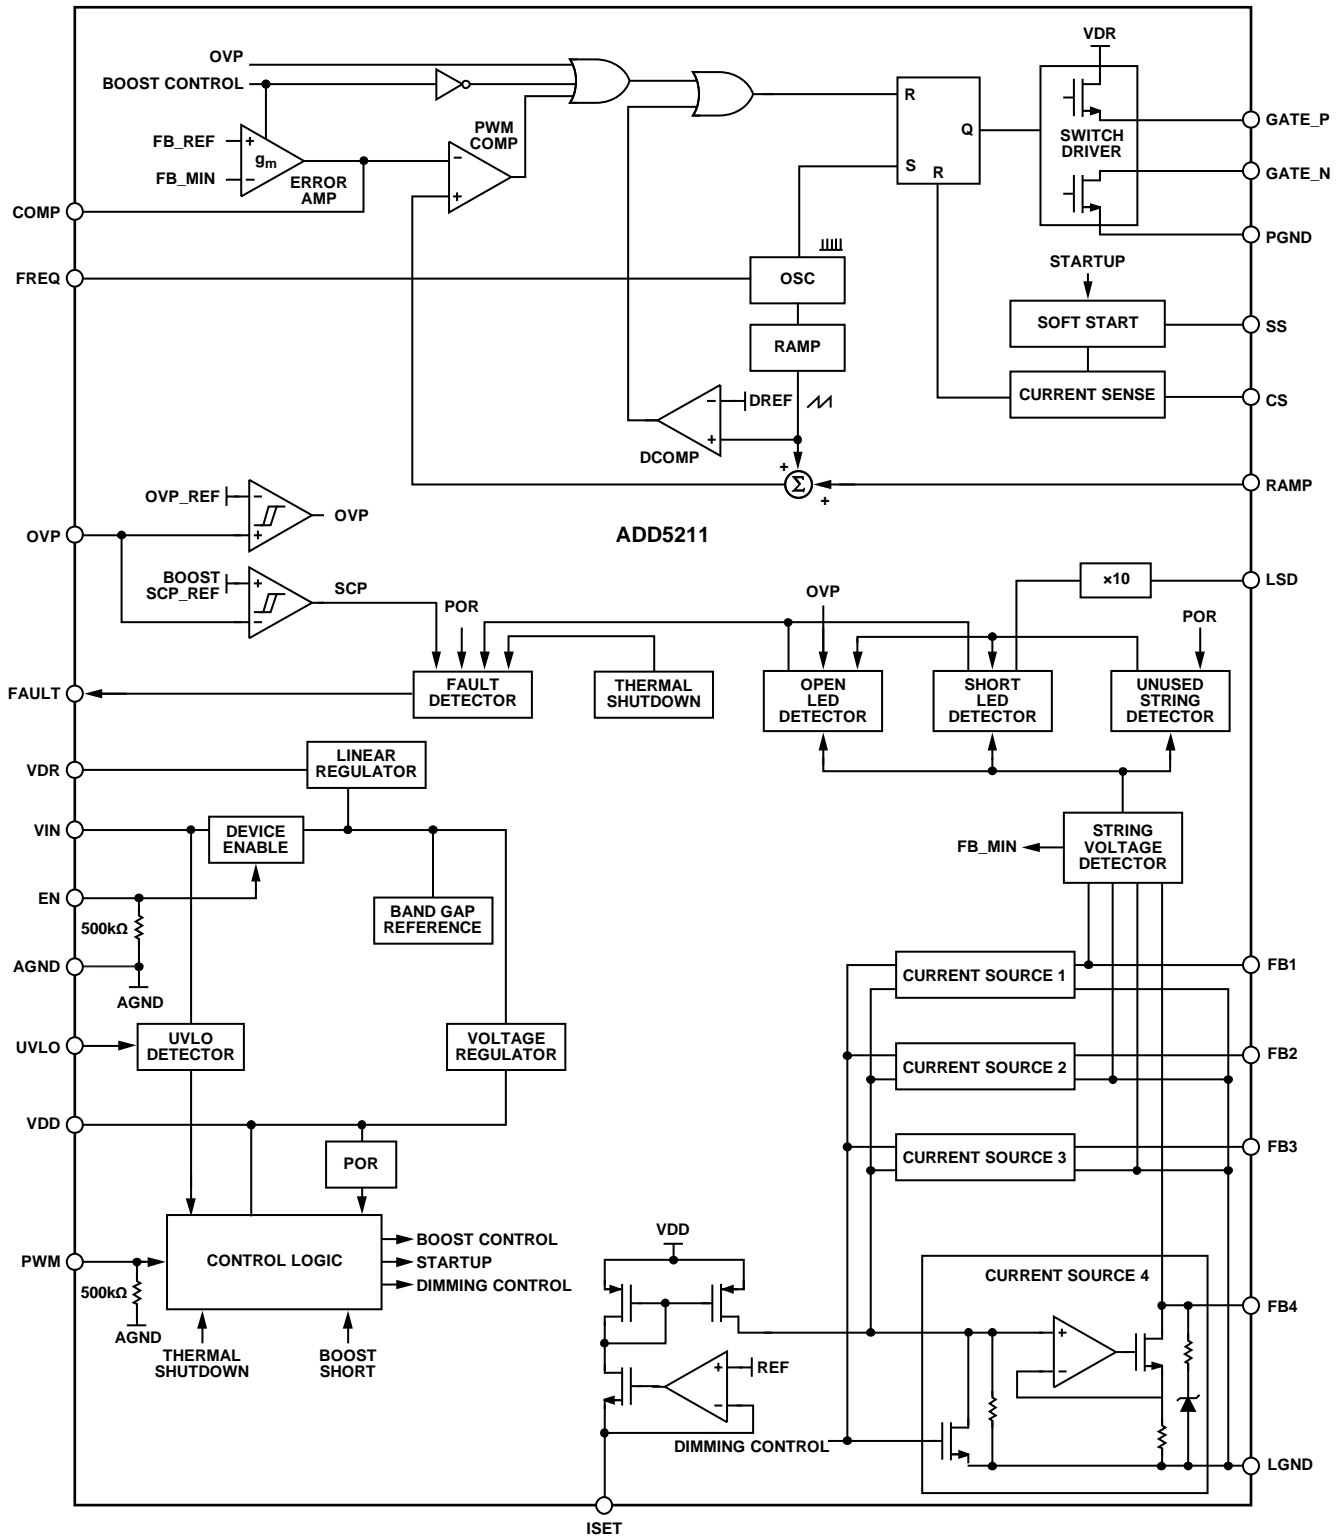 OVP
BOOST CONTROL
FB_REF
+
gm
FB_MIN
−
ERROR
AMP
PWM
COMP
−
+
R
S
R
Q
VDR
SWITCH
DRIVER
GATE_P
GATE_N
PGND
COMP
FREQ
OSC
RAMP
−
DREF
+
DCOMP
+
Σ
+
STARTUP
SOFT START
SS
CURRENT SENSE
CS
RAMP
OVP_REF
−
+
OVP
OVP
ADD5211
BOOST
SCP_REF
+
−
SCP
POR
OVP
×10
LSD
POR
FAULT
FAULT
DETECTOR
THERMAL
SHUTDOWN
OPEN
LED
DETECTOR
SHORT
LED
DETECTOR
UNUSED
STRING
DETECTOR
VDR
LINEAR
REGULATOR
VIN
DEVICE
ENABLE
FB_MIN
STRING
VOLTAGE
DETECTOR
EN
500kΩ
BAND GAP
REFERENCE
AGND
AGND
CURRENT SOURCE 1
FB1
UVLO
UVLO
DETECTOR
VOLTAGE
REGULATOR
CURRENT SOURCE 2
FB2
VDD
POR
CURRENT SOURCE 3
FB3
PWM
500kΩ
AGND
CONTROL LOGIC
BOOST CONTROL
STARTUP
DIMMING CONTROL
THERMAL
SHUTDOWN
BOOST
SHORT
VDD
+
REF
−
DIMMING CONTROL
CURRENT SOURCE 4
+
−
FB4
LGND
ISET